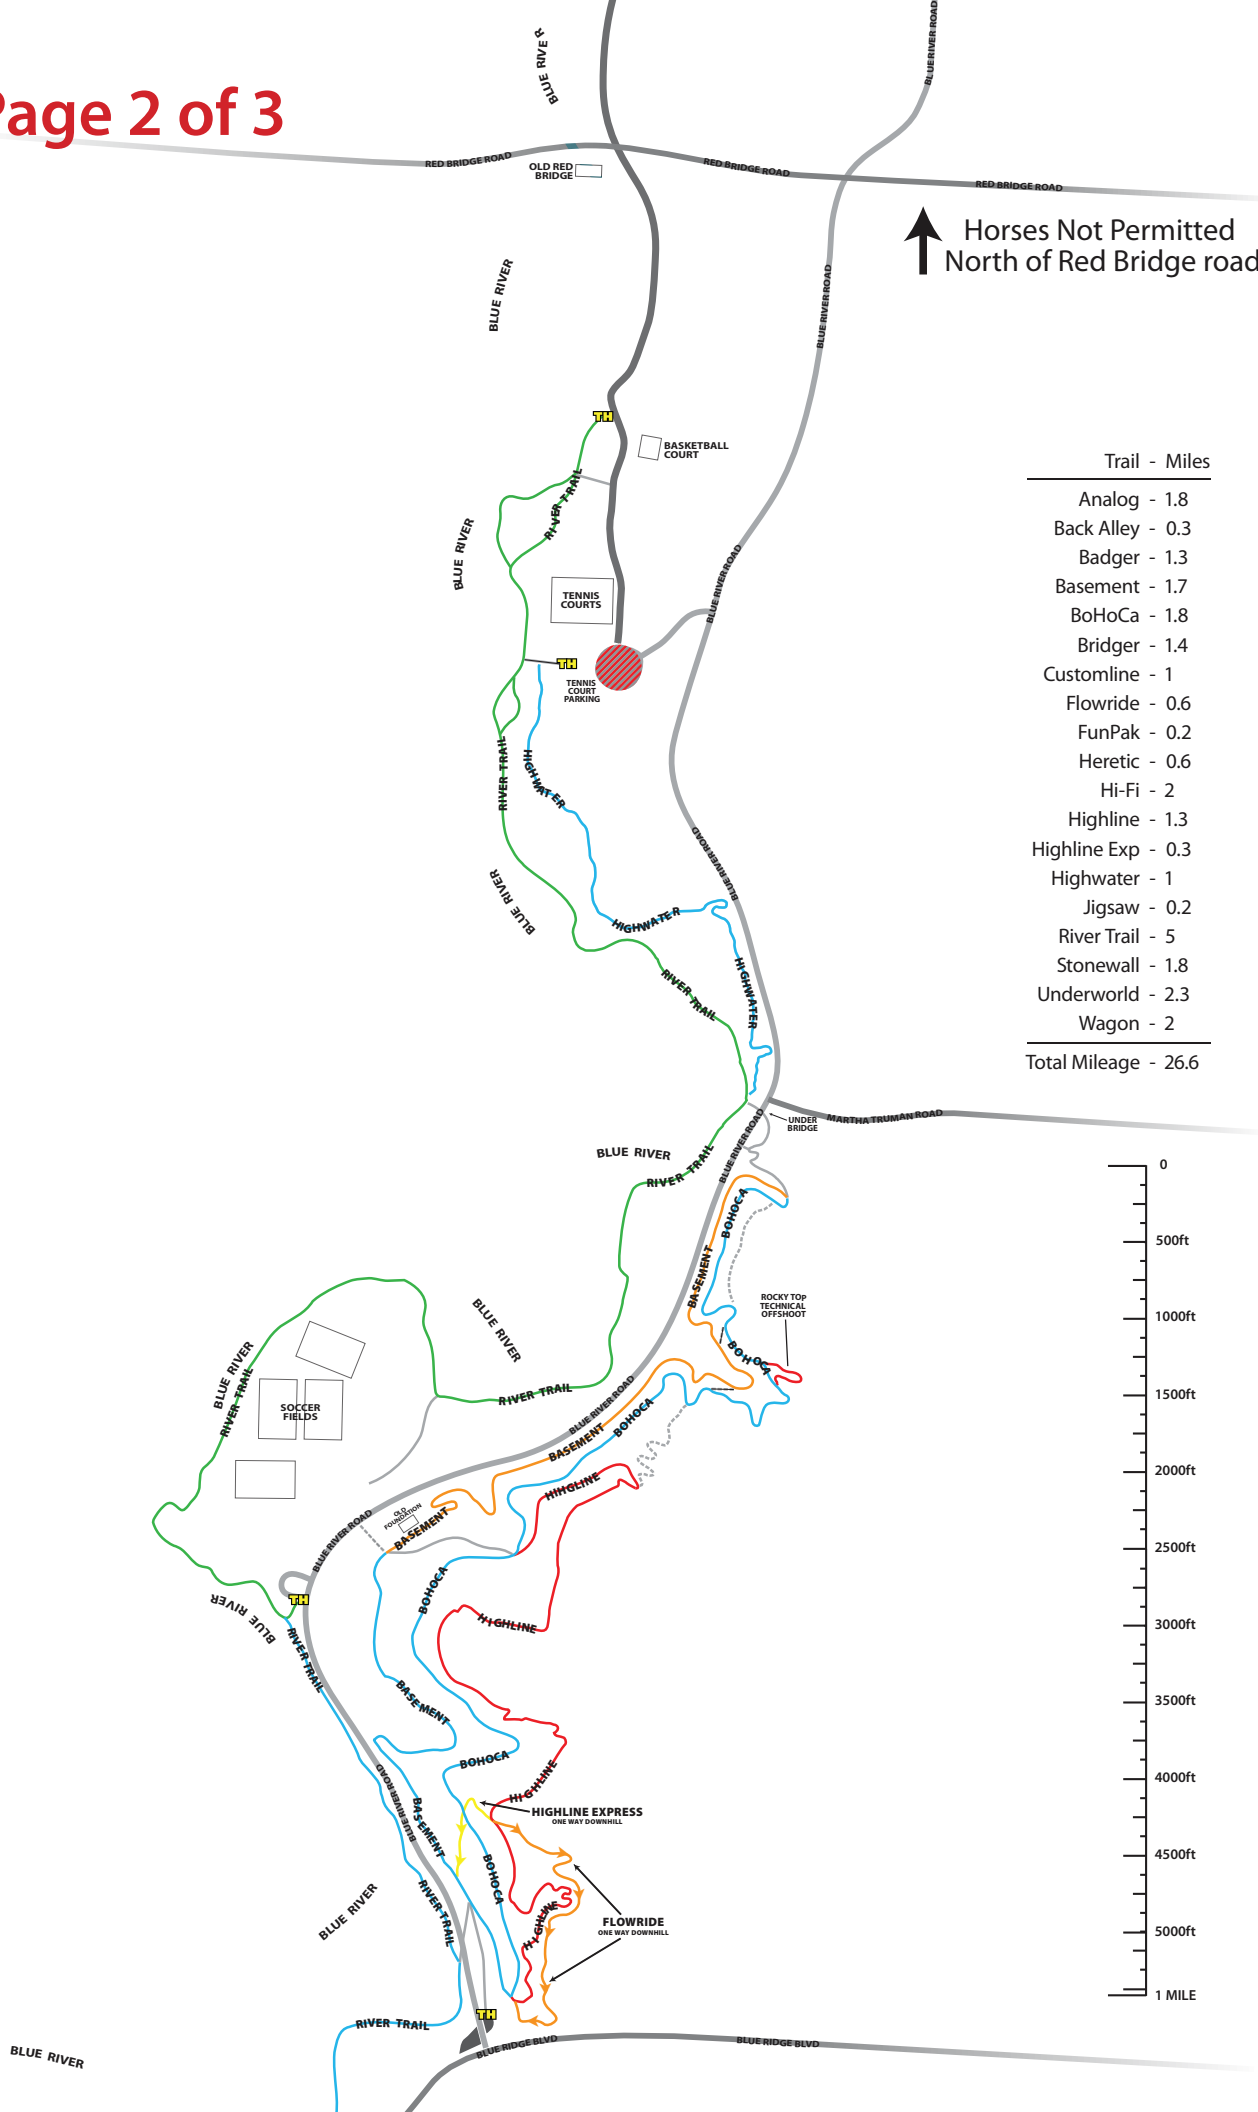 BLUE RIVER
BLUE RIVER ROAD
Page 2 of 3
RED BRIDGE ROAD
OLD RED
BRIDGE
RED BRIDGE ROAD
RED BRIDGE ROAD
Horses Not Permitted
North of Red Bridge road
BLUE RIVER
BLUE RIVER ROAD
TH
BASKETBALL
COURT
RIVER TRAIL
BLUE RIVER
TENNIS
COURTS
BLUE RIVER ROAD
TH
TENNIS
COURT
PARKING
RIVER TRAIL
HIGHWATER
BLUE RIVER ROAD
BLUE RIVER
HIGHWATER
RIVER TRAIL
HIGHWATER
Trail - Miles
Analog - 1.8
Back Alley - 0.3
Badger - 1.3
Basement - 1.7
BoHoCa - 1.8
Bridger - 1.4
Customline - 1
Flowride - 0.6
FunPak - 0.2
Heretic - 0.6
Hi-Fi - 2
Highline - 1.3
Highline Exp - 0.3
Highwater - 1
Jigsaw - 0.2
River Trail - 5
Stonewall - 1.8
Underworld - 2.3
Wagon - 2
Total Mileage - 26.6
UNDER
BRIDGE
MARTHA TRUMAN ROAD
BLUE RIVER ROAD
BLUE RIVER
RIVER TRAIL
BOHOCA
BASEMENT
ROCKY TOP
TECHNICAL
OFFSHOOT
BOHOCA
BLUE RIVER
BLUE RIVER
RIVER TRAIL
SOCCER
FIELDS
RIVER TRAIL
BLUE RIVER ROAD
BOHOCA
BASEMENT
HIHGLINE
OLD
FOUNDATION
BASEMENT
BLUE RIVER ROAD
BOHOCA
TH
BLUE RIVER
RIVER TRAIL
HIGHLINE
BASEMENT
BOHOCA
HIGHLINE
BLUE RIVER ROAD
BASEMENT
HIGHLINE EXPRESS
ONE WAY DOWNHILL
BOHOCA
RIVER TRAIL
BLUE RIVER
HIGHLINE
FLOWRIDE
ONE WAY DOWNHILL
TH
RIVER TRAIL
BLUE RIVER
BLUE RIDGE BLVD
BLUE RIDGE BLVD
0
500ft
1000ft
1500ft
2000ft
2500ft
3000ft
3500ft
4000ft
4500ft
5000ft
1 MILE